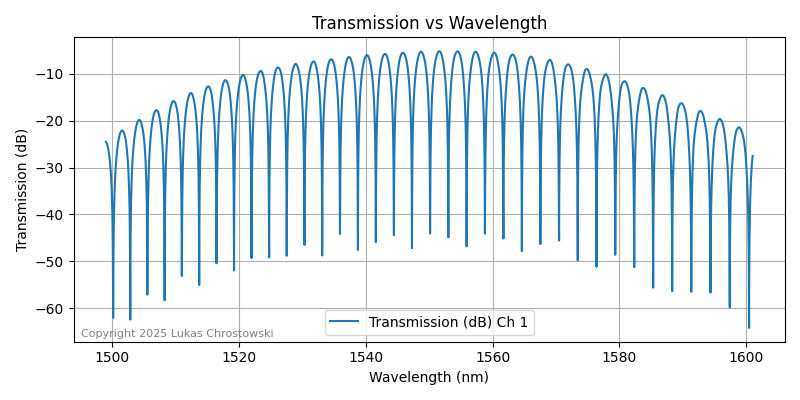 Transmission vs Wavelength
Transmission (dB)
−10
−20
−30
−40
−50
−60
Transmission (dB) Ch 1
Copyright 2025 Lukas Chrostowski
1500 1520 1540 1560 1580 1600
Wavelength (nm)